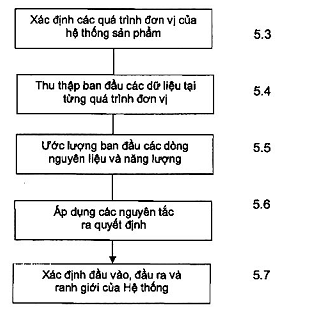 Xác định các quá trình đơn vị của
hệ thống sản phẩm
5.3
Thu thập ban đầu các dữ liệu tại
từng quá trình đơn vị
5.4
Ước lượng ban đầu các dòng
nguyên liệu và năng lượng
5.5
Áp dụng các nguyên tắc
ra quyết định
5.6
Xác định đầu vào, đầu ra và
ranh giới của Hệ thống
5.7